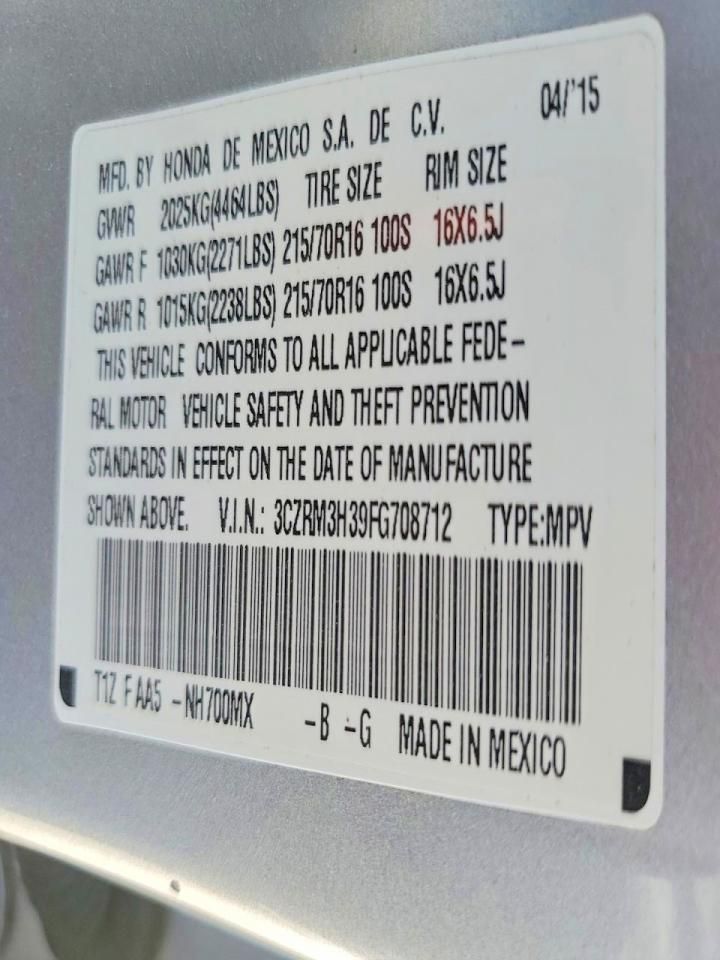 04/'15
MFD. BY HONDA DE MEXICO S.A. DE C.V.
GVWR 2025KG(4464LBS) TIRE SIZE RIM SIZE
GAWR F 1030KG(2271LBS) 215/70R16 100S 16X6.5J
GAWR R 1015KG(2238LBS) 215/70R16 100S 16X6.5J
THIS VEHICLE CONFORMS TO ALL APPLICABLE FEDE-
RAL MOTOR VEHICLE SAFETY AND THEFT PREVENTION
STANDARDS IN EFFECT ON THE DATE OF MANUFACTURE
SHOWN ABOVE. V.I.N.: 3CZRM3H39FG708712 TYPE:MPV
T1Z F AA5 -NH700MX -B -G MADE IN MEXICO